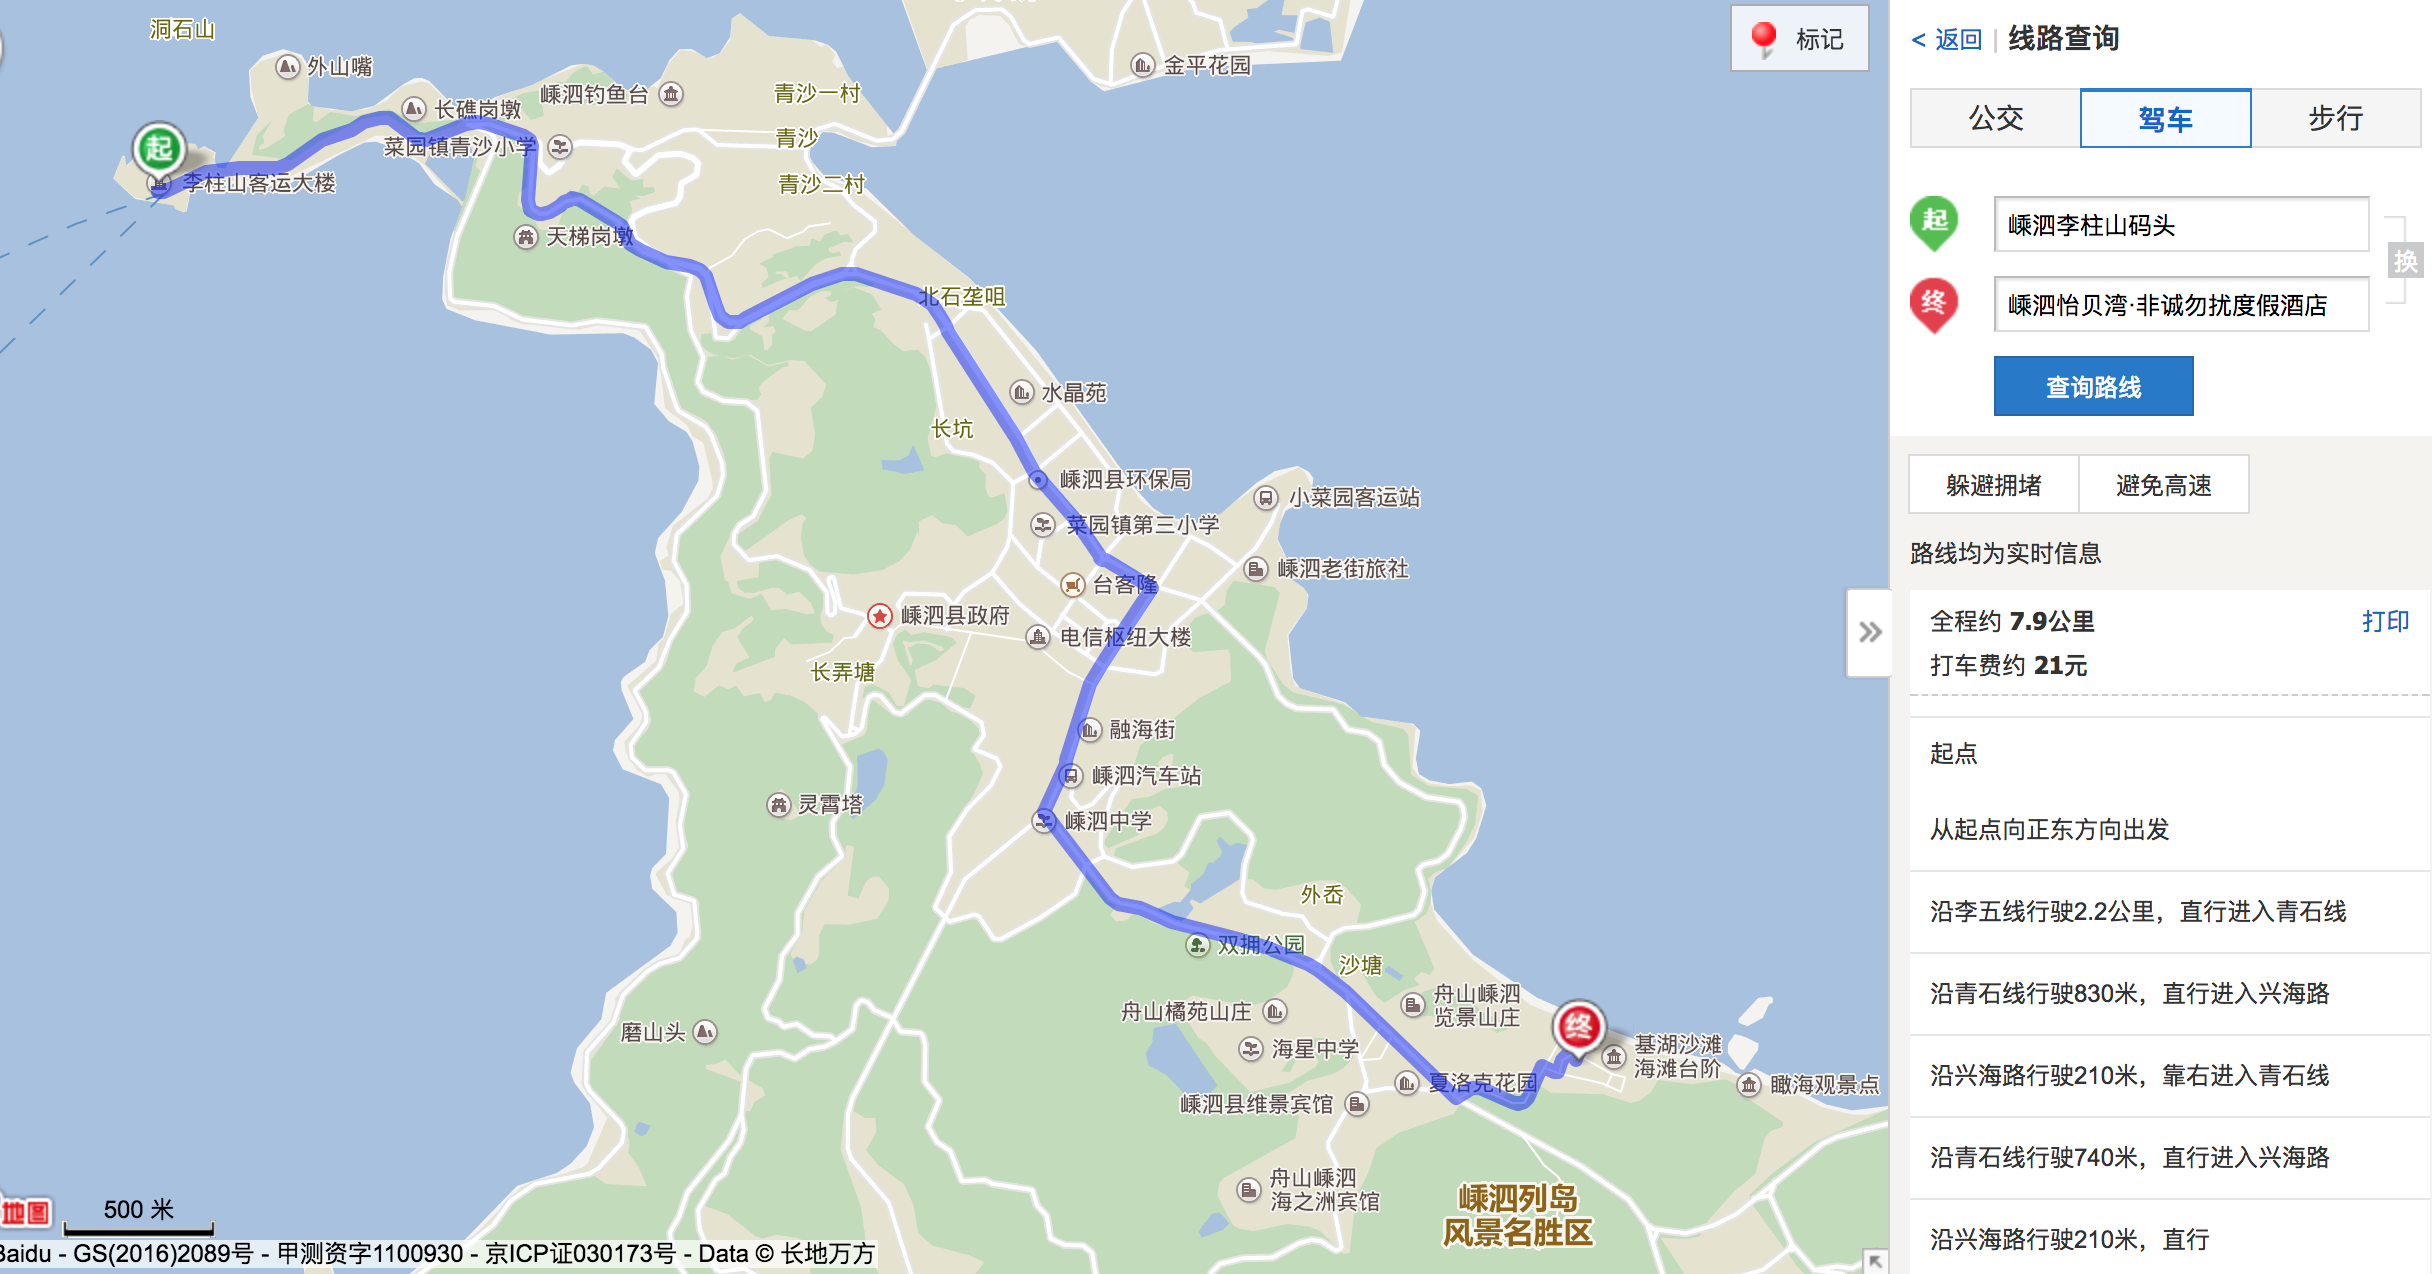 洞石山
外山嘴
长礁岗墩
嵊泗钓鱼台
菜园镇青沙小学
李柱山客运大楼
起
天梯岗墩
青沙一村
青沙
青沙二村
金平花园
标记
北石垄咀
水晶苑
长坑
嵊泗县环保局
菜园镇第三小学
小菜园客运站
嵊泗老街旅社
台客隆
嵊泗县政府
电信枢纽大楼
长弄塘
融海街
嵊泗汽车站
嵊泗中学
灵霄塔
外岙
双拥公园
沙塘
舟山嵊泗
览景山庄
舟山橘苑山庄
海星中学
终
基湖沙滩
海滩台阶
瞰海观景点
夏洛克花园
嵊泗县维景宾馆
磨山头
舟山嵊泗
海之洲宾馆
嵊泗列岛
风景名胜区
地图
500 米
Baidu - GS(2016)2089号 - 甲测资字1100930 - 京ICP证030173号 - Data © 长地万方
< 返回 | 线路查询
公交 驾车 步行
起 嵊泗李柱山码头
换
终 嵊泗怡贝湾·非诚勿扰度假酒店
查询路线
躲避拥堵 避免高速
路线均为实时信息
全程约 7.9公里 打印
打车费约 21元
起点
从起点向正东方向出发
沿李五线行驶2.2公里，直行进入青石线
沿青石线行驶830米，直行进入兴海路
沿兴海路行驶210米，靠右进入青石线
沿青石线行驶740米，直行进入兴海路
沿兴海路行驶210米，直行